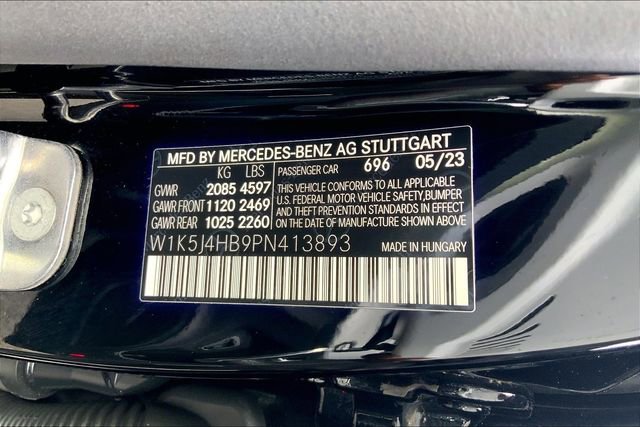 MFD BY MERCEDES-BENZ AG STUTTGART
KG LBS PASSENGER CAR 696 05/23
GVWR 2085 4597 THIS VEHICLE CONFORMS TO ALL APPLICABLE
GAWR FRONT 1120 2469 U.S. FEDERAL MOTOR VEHICLE SAFETY, BUMPER
GAWR REAR 1025 2260 AND THEFT PREVENTION STANDARDS IN EFFECT
ON THE DATE OF MANUFACTURE SHOWN ABOVE
W1K5J4HB9PN413893 MADE IN HUNGARY